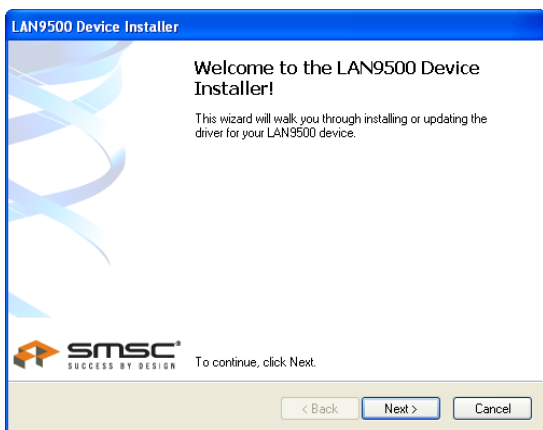 LAN9500 Device Installer
Welcome to the LAN9500 Device
Installer!
This wizard will walk you through installing or updating the
driver for your LAN9500 device.
smsc®
SUCCESS BY DESIGN
To continue, click Next.
< Back
Next >
Cancel